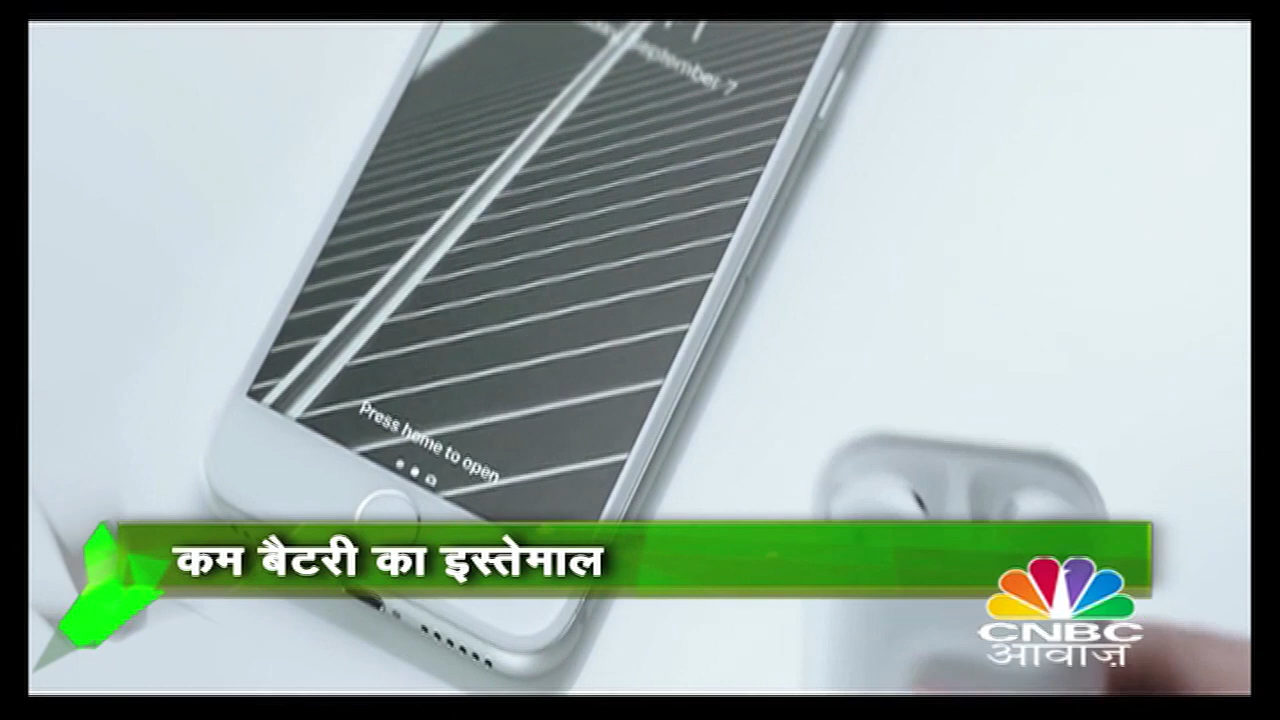 September 7
Press home to open
कम बैटरी का इस्तेमाल
CNBC
आवाज़